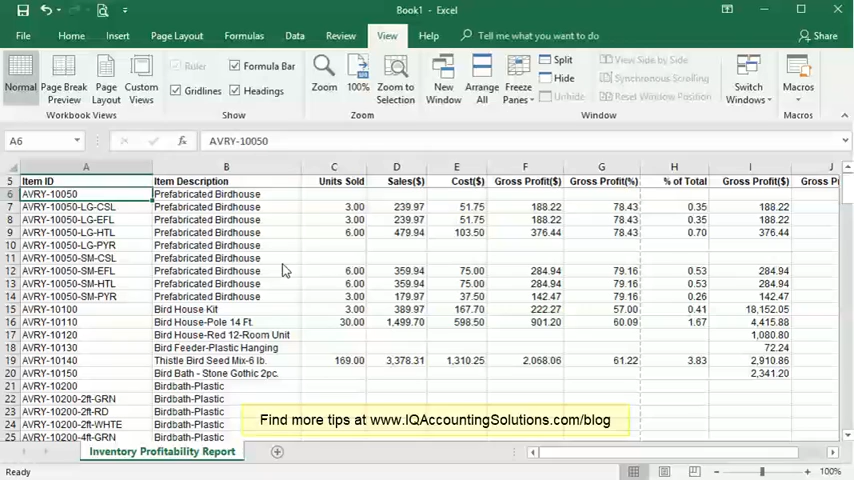 Book1 - Excel
File Home Insert Page Layout Formulas Data Review View Help Tell me what you want to do Share
Normal Page Break Preview Page Layout Custom Views
Workbook Views
Ruler Formula Bar
Gridlines Headings
Show
Zoom 100% Zoom to Selection
Zoom
New Window Arrange All Freeze Panes
Split
Hide
Unhide
View Side by Side
Synchronous Scrolling
Reset Window Position
Switch Windows
Window
Macros
Macros
A6 fx AVRY-10050
A B C D E F G H I J
5 Item ID Item Description Units Sold Sales($) Cost($) Gross Profit($) Gross Profit(%) % of Total Gross Profit($) Gross Pi
6 AVRY-10050 Prefabricated Birdhouse
7 AVRY-10050-LG-CSL Prefabricated Birdhouse 3.00 239.97 51.75 188.22 78.43 0.35 188.22
8 AVRY-10050-LG-EFL Prefabricated Birdhouse 3.00 239.97 51.75 188.22 78.43 0.35 188.22
9 AVRY-10050-LG-HTL Prefabricated Birdhouse 6.00 479.94 103.50 376.44 78.43 0.70 376.44
10 AVRY-10050-LG-PYR Prefabricated Birdhouse
11 AVRY-10050-SM-CSL Prefabricated Birdhouse
12 AVRY-10050-SM-EFL Prefabricated Birdhouse 6.00 359.94 75.00 284.94 79.16 0.53 284.94
13 AVRY-10050-SM-HTL Prefabricated Birdhouse 6.00 359.94 75.00 284.94 79.16 0.53 284.94
14 AVRY-10050-SM-PYR Prefabricated Birdhouse 3.00 179.97 37.50 142.47 79.16 0.26 142.47
15 AVRY-10100 Bird House Kit 3.00 389.97 167.70 222.27 57.00 0.41 18,152.05
16 AVRY-10110 Bird House-Pole 14 Ft. 30.00 1,499.70 598.50 901.20 60.09 1.67 4,415.88
17 AVRY-10120 Bird House-Red 12-Room Unit 1,080.80
18 AVRY-10130 Bird Feeder-Plastic Hanging 72.24
19 AVRY-10140 Thistle Bird Seed Mix-6 lb. 169.00 3,378.31 1,310.25 2,068.06 61.22 3.83 2,910.86
20 AVRY-10150 Bird Bath - Stone Gothic 2pc. 2,341.20
21 AVRY-10200 Birdbath-Plastic
22 AVRY-10200-2ft-GRN Birdbath-Plastic
23 AVRY-10200-2ft-RD Birdbath-Plastic
24 AVRY-10200-2ft-WHTE Birdbath-Plastic
25 AVRY-10200-4ft-GRN Birdbath-Plastic
Find more tips at www.IQAccountingSolutions.com/blog
Inventory Profitability Report
Ready 100%